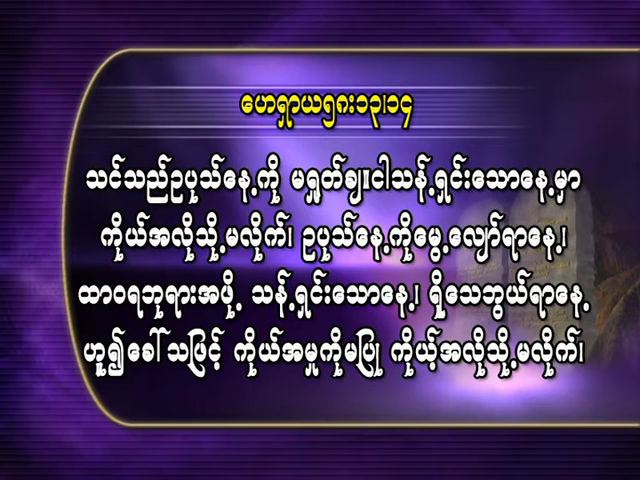 ဟေရှာယ၅၈း၁၃၊၁၄
သင်သည်ဥပုသ်နေ့ကို မရှုတ်ချ။ငါသန့်ရှင်းသောနေ့မှာ
ကိုယ်အလိုသို့မလိုက်၊ ဥပုသ်နေ့ကိုမွေ့လျော်ရာနေ့၊
ထာဝရဘုရားအဖို့ သန့်ရှင်းသောနေ့၊ ရိုသေဘွယ်ရာနေ့
ဟူ၍ခေါ်သဖြင့် ကိုယ်အမှုကိုမပြု ကိုယ့်အလိုသို့မလိုက်၊